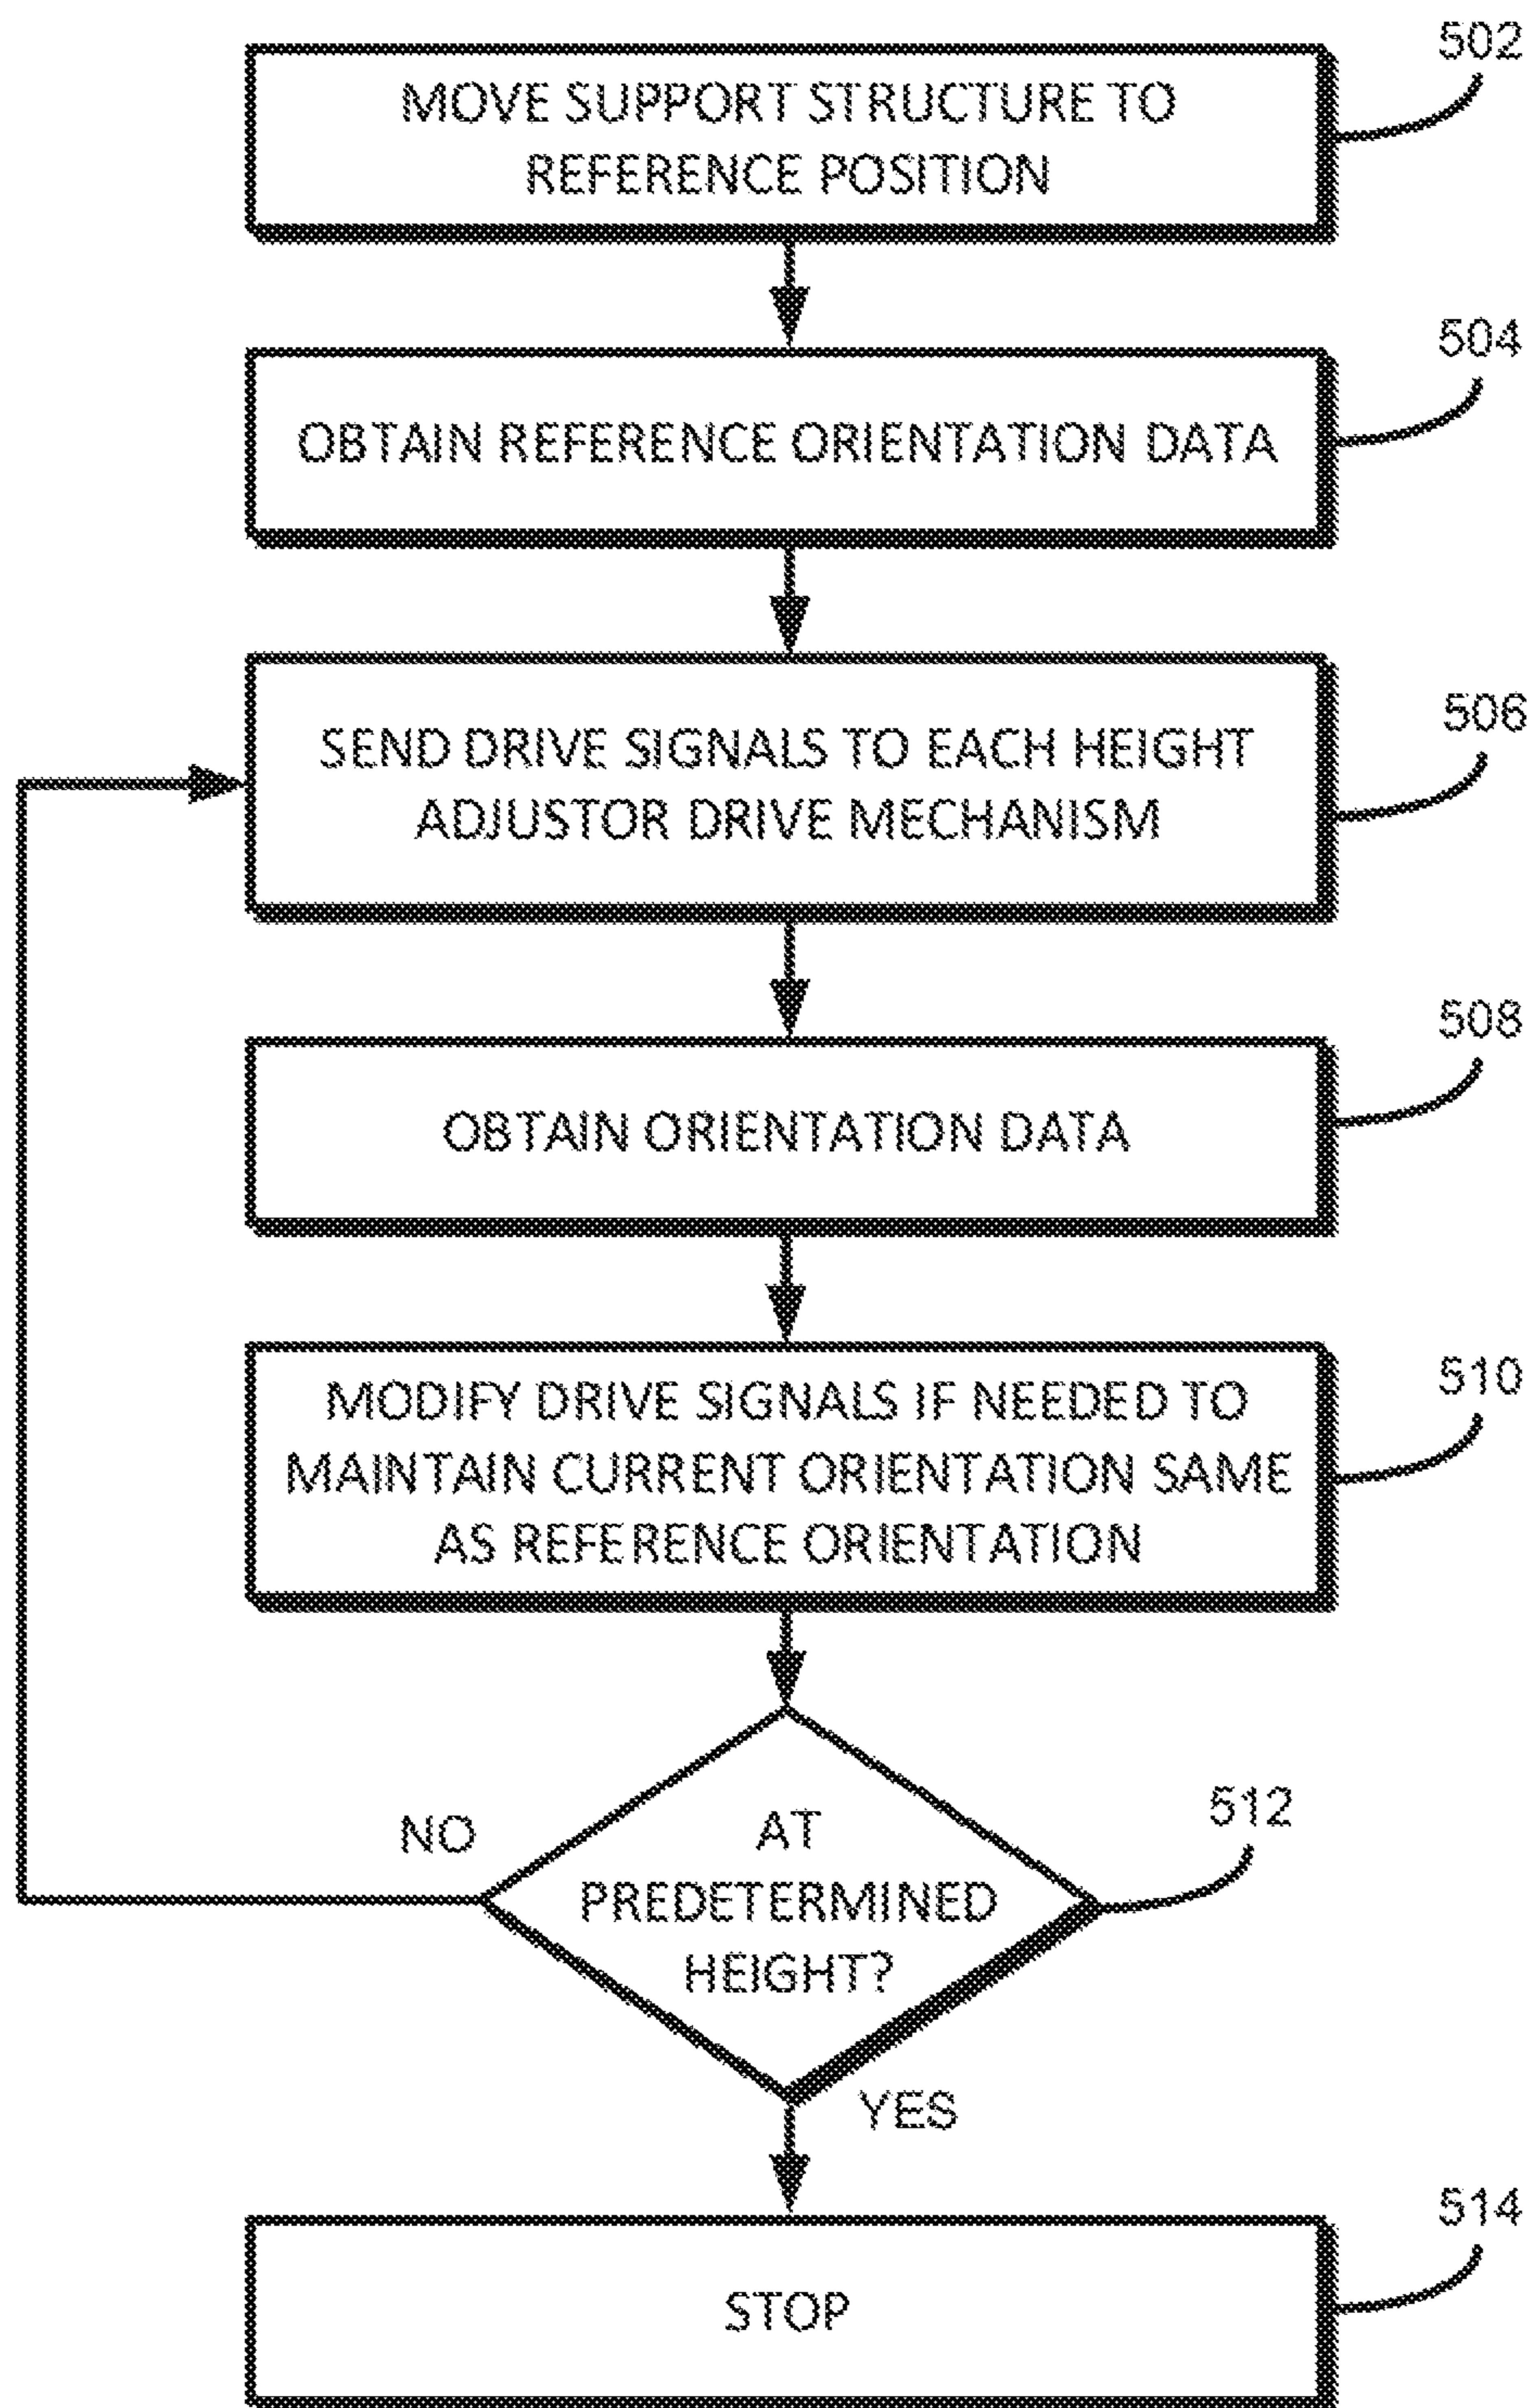 502
MOVE SUPPORT STRUCTURE TO
REFERENCE POSITION
504
OBTAIN REFERENCE ORIENTATION DATA
506
SEND DRIVE SIGNALS TO EACH HEIGHT
ADJUSTOR DRIVE MECHANISM
508
OBTAIN ORIENTATION DATA
510
MODIFY DRIVE SIGNALS IF NEEDED TO
MAINTAIN CURRENT ORIENTATION SAME
AS REFERENCE ORIENTATION
512
NO
AT
PREDETERMINED
HEIGHT?
YES
514
STOP